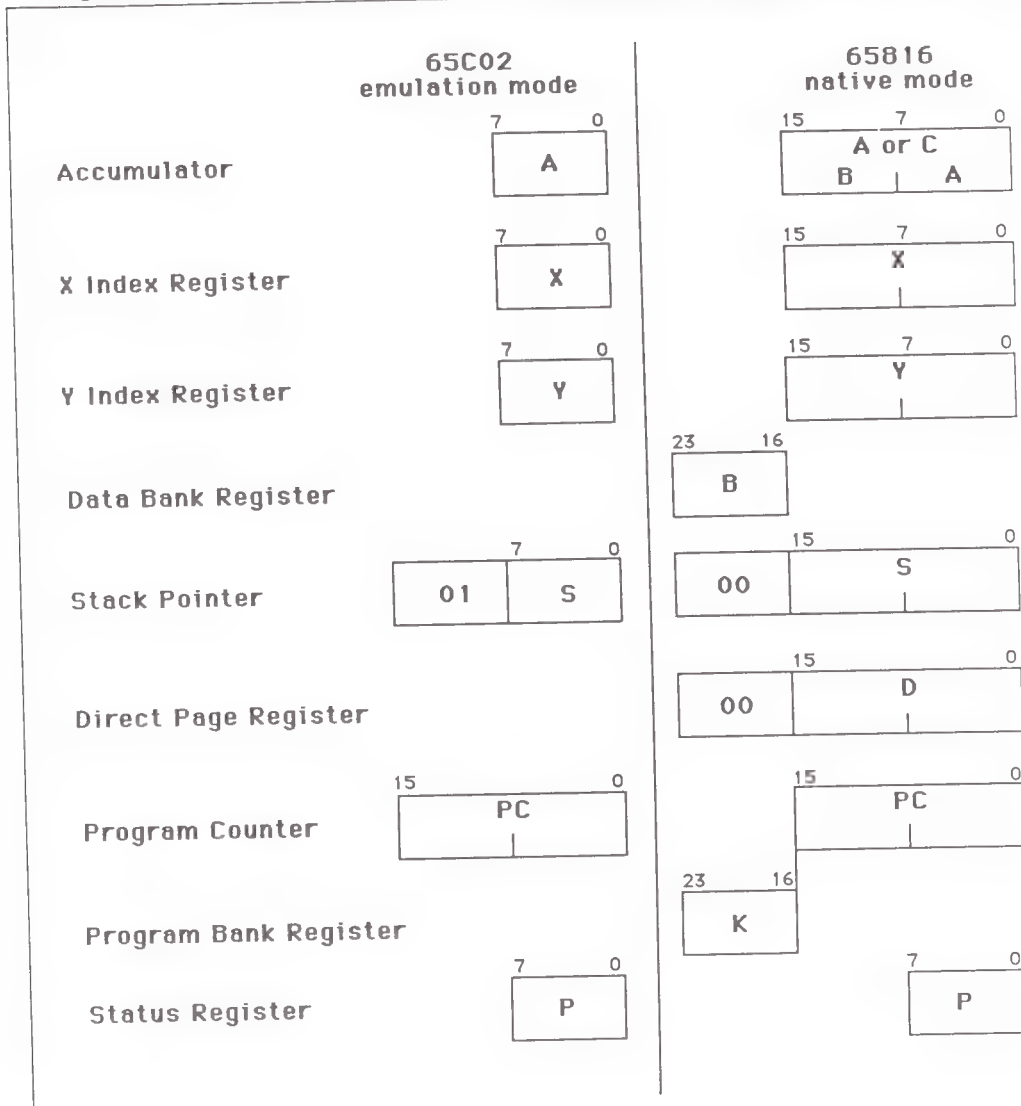 65C02 65816
emulation mode native mode
7 0 15 7 0
Accumulator A A or C
B A
7 0 15 7 0
X Index Register X X
7 0 15 7 0
Y Index Register Y Y
23 16
Data Bank Register B
7 0 15 0
Stack Pointer 01 S 00 S
15 0
Direct Page Register 00 D
15 0 15 0
Program Counter PC PC
23 16
Program Bank Register K
7 0 7 0
Status Register P P